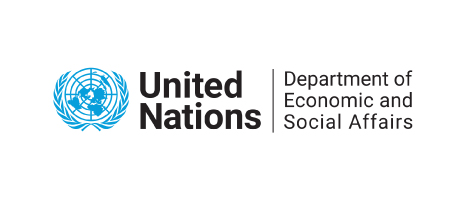 United
Nations
Department of
Economic and
Social Affairs